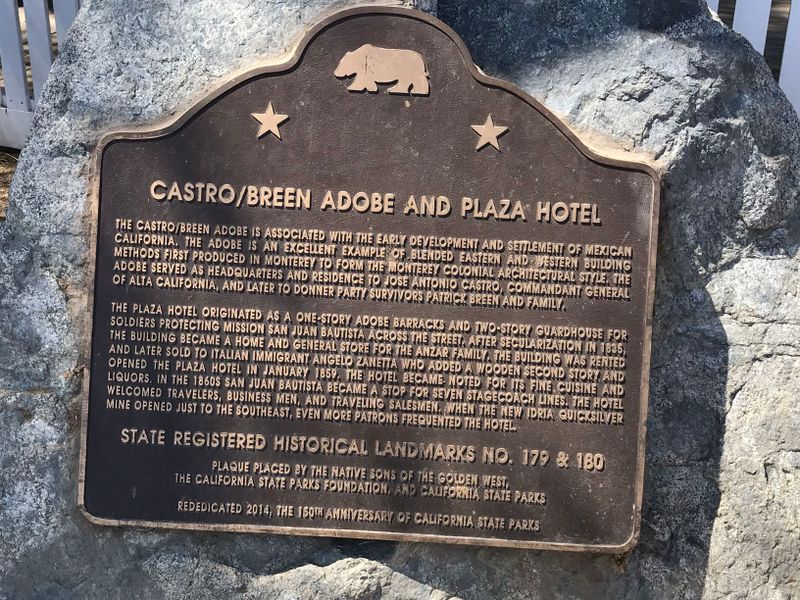 CASTRO/BREEN ADOBE AND PLAZA HOTEL
THE CASTRO/BREEN ADOBE IS ASSOCIATED WITH THE EARLY DEVELOPMENT AND SETTLEMENT OF MEXICAN
CALIFORNIA. THE ADOBE IS AN EXCELLENT EXAMPLE OF BLENDED EASTERN AND WESTERN BUILDING
METHODS FIRST PRODUCED IN MONTEREY TO FORM THE MONTEREY COLONIAL ARCHITECTURAL STYLE. THE
ADOBE SERVED AS HEADQUARTERS AND RESIDENCE TO JOSE ANTONIO CASTRO, COMMANDANT GENERAL
OF ALTA CALIFORNIA, AND LATER TO DONNER PARTY SURVIVORS PATRICK BREEN AND FAMILY.
THE PLAZA HOTEL ORIGINATED AS A ONE-STORY ADOBE BARRACKS AND TWO-STORY GUARDHOUSE FOR
SOLDIERS PROTECTING MISSION SAN JUAN BAUTISTA ACROSS THE STREET. AFTER SECULARIZATION IN 1835,
THE BUILDING BECAME A HOME AND GENERAL STORE FOR THE ANZAR FAMILY. THE BUILDING WAS RENTED
AND LATER SOLD TO ITALIAN IMMIGRANT ANGELO ZANETTA WHO ADDED A WOODEN SECOND STORY AND
OPENED THE PLAZA HOTEL IN JANUARY 1859. THE HOTEL BECAME NOTED FOR ITS FINE CUISINE AND
LIQUORS. IN THE 1860S SAN JUAN BAUTISTA BECAME A STOP FOR SEVEN STAGECOACH LINES. THE HOTEL
WELCOMED TRAVELERS, BUSINESS MEN, AND TRAVELING SALESMEN. WHEN THE NEW IDRIA QUICKSILVER
MINE OPENED JUST TO THE SOUTHEAST, EVEN MORE PATRONS FREQUENTED THE HOTEL.
STATE REGISTERED HISTORICAL LANDMARKS NO. 179 & 180
PLAQUE PLACED BY THE NATIVE SONS OF THE GOLDEN WEST,
THE CALIFORNIA STATE PARKS FOUNDATION, AND CALIFORNIA STATE PARKS
REDEDICATED 2014, THE 150TH ANNIVERSARY OF CALIFORNIA STATE PARKS